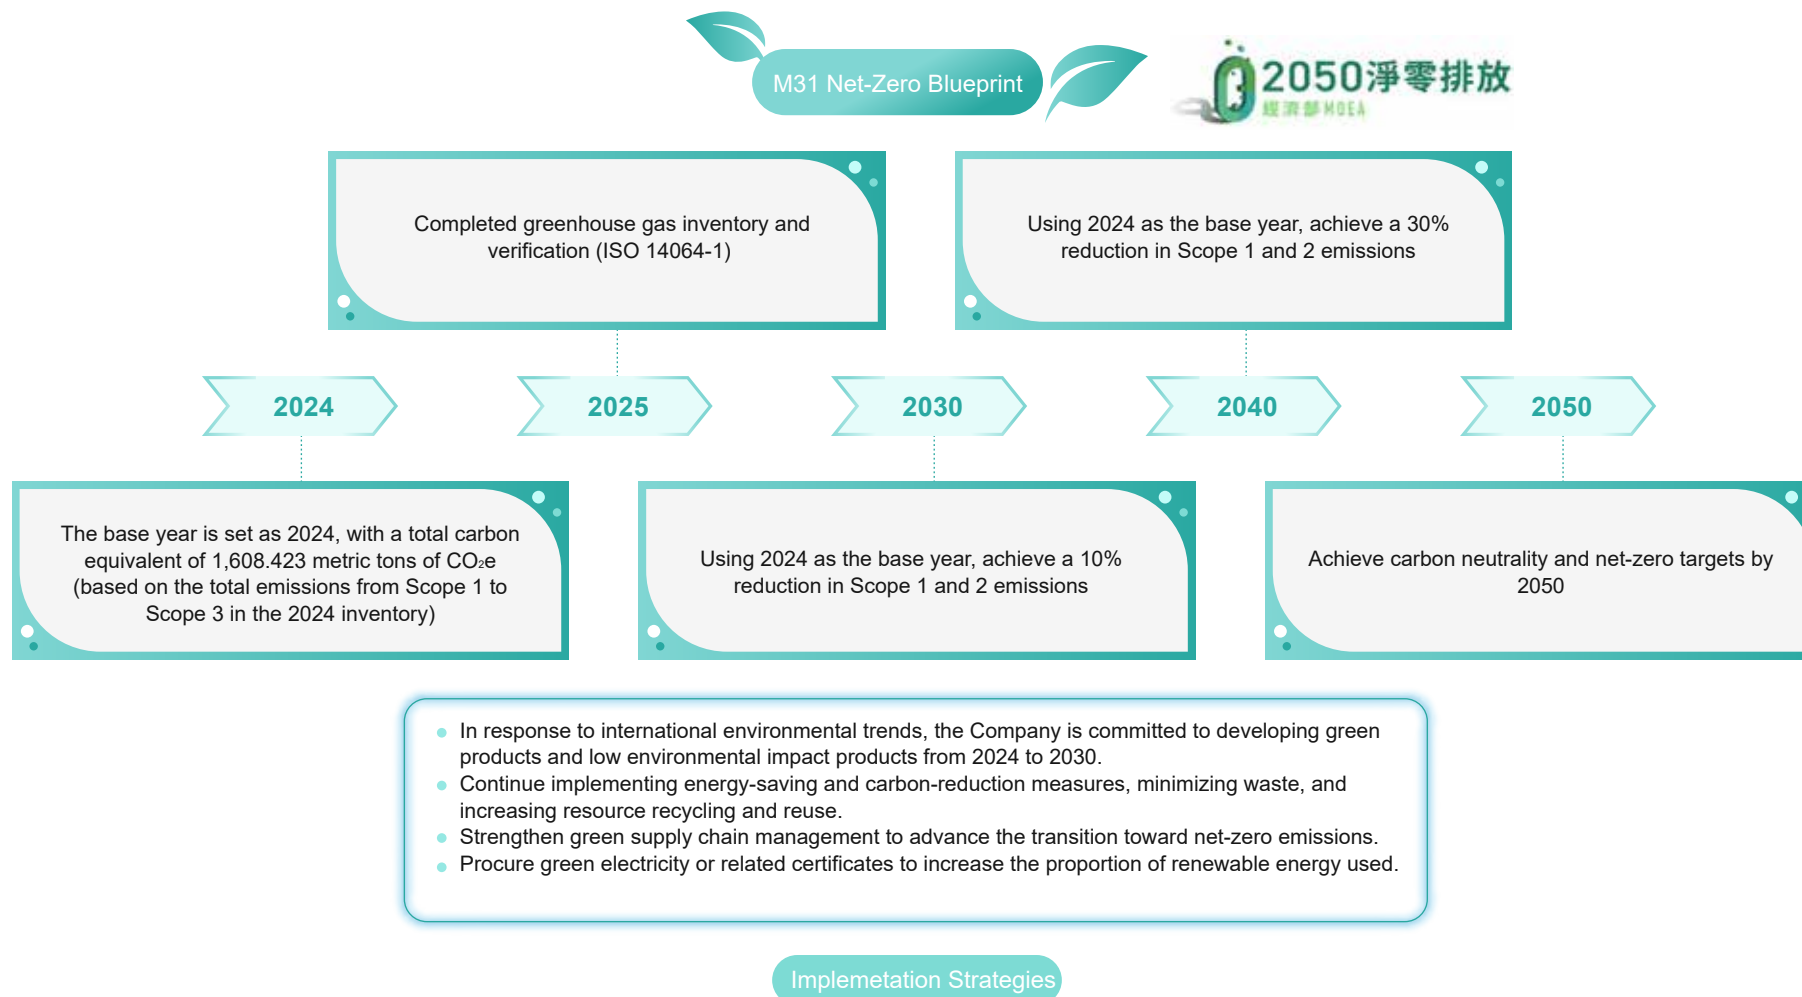 M31 Net-Zero Blueprint
2050淨零排放
經濟部MOEA
Completed greenhouse gas inventory and
verification (ISO 14064-1)
Using 2024 as the base year, achieve a 30%
reduction in Scope 1 and 2 emissions
2024
2025
2030
2040
2050
The base year is set as 2024, with a total carbon
equivalent of 1,608.423 metric tons of CO₂e
(based on the total emissions from Scope 1 to
Scope 3 in the 2024 inventory)
Using 2024 as the base year, achieve a 10%
reduction in Scope 1 and 2 emissions
Achieve carbon neutrality and net-zero targets by
2050
In response to international environmental trends, the Company is committed to developing green
products and low environmental impact products from 2024 to 2030.
Continue implementing energy-saving and carbon-reduction measures, minimizing waste, and
increasing resource recycling and reuse.
Strengthen green supply chain management to advance the transition toward net-zero emissions.
Procure green electricity or related certificates to increase the proportion of renewable energy used.
Implemetation Strategies